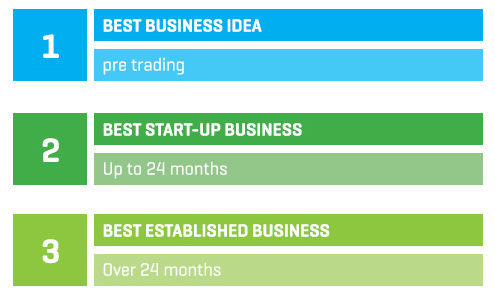 1
BEST BUSINESS IDEA
pre trading
2
BEST START-UP BUSINESS
Up to 24 months
3
BEST ESTABLISHED BUSINESS
Over 24 months